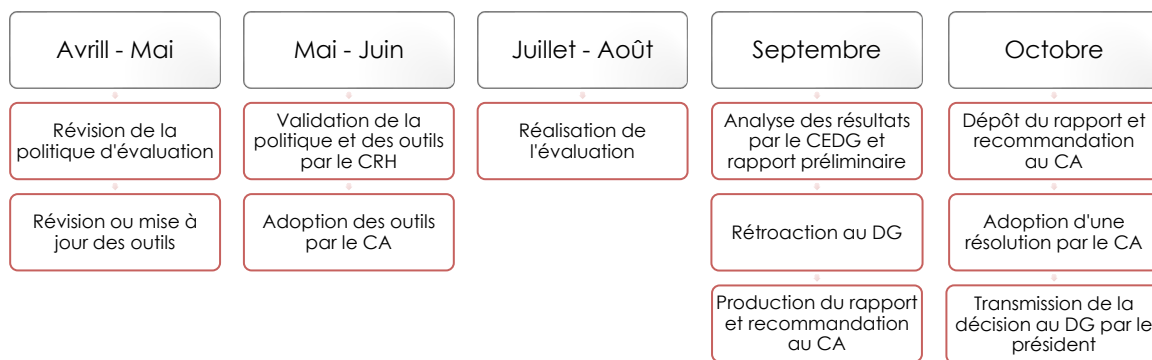 Avrill - Mai
Révision de la
politique d'évaluation
Révision ou mise à
jour des outils
Mai - Juin
Validation de la
politique et des outils
par le CRH
Adoption des outils
par le CA
Juillet - Août
Réalisation de
l'évaluation
Septembre
Analyse des résultats
par le CEDG et
rapport préliminaire
Rétroaction au DG
Production du rapport
et recommandation
au CA
Octobre
Dépôt du rapport et
recommandation
au CA
Adoption d'une
résolution par le CA
Transmission de la
décision au DG par le
président